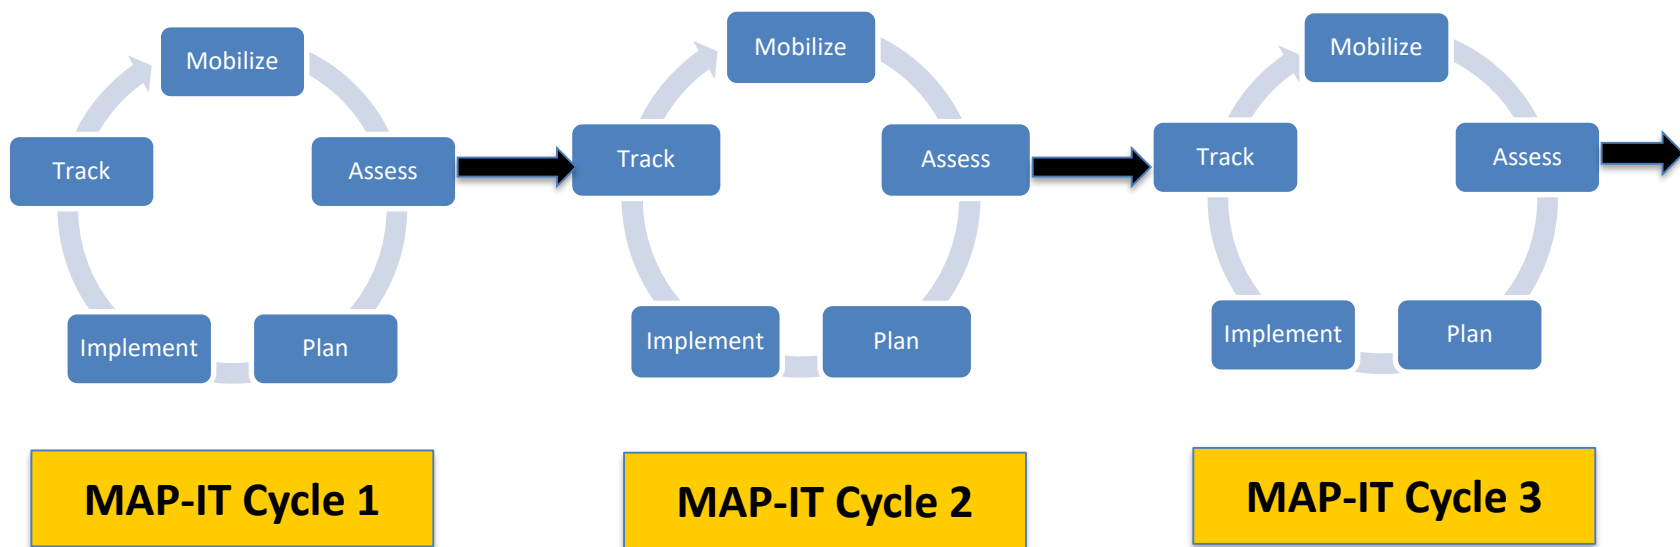 Mobilize
Track
Assess
Implement
Plan
MAP-IT Cycle 1
Mobilize
Track
Assess
Implement
Plan
MAP-IT Cycle 2
Mobilize
Track
Assess
Implement
Plan
MAP-IT Cycle 3